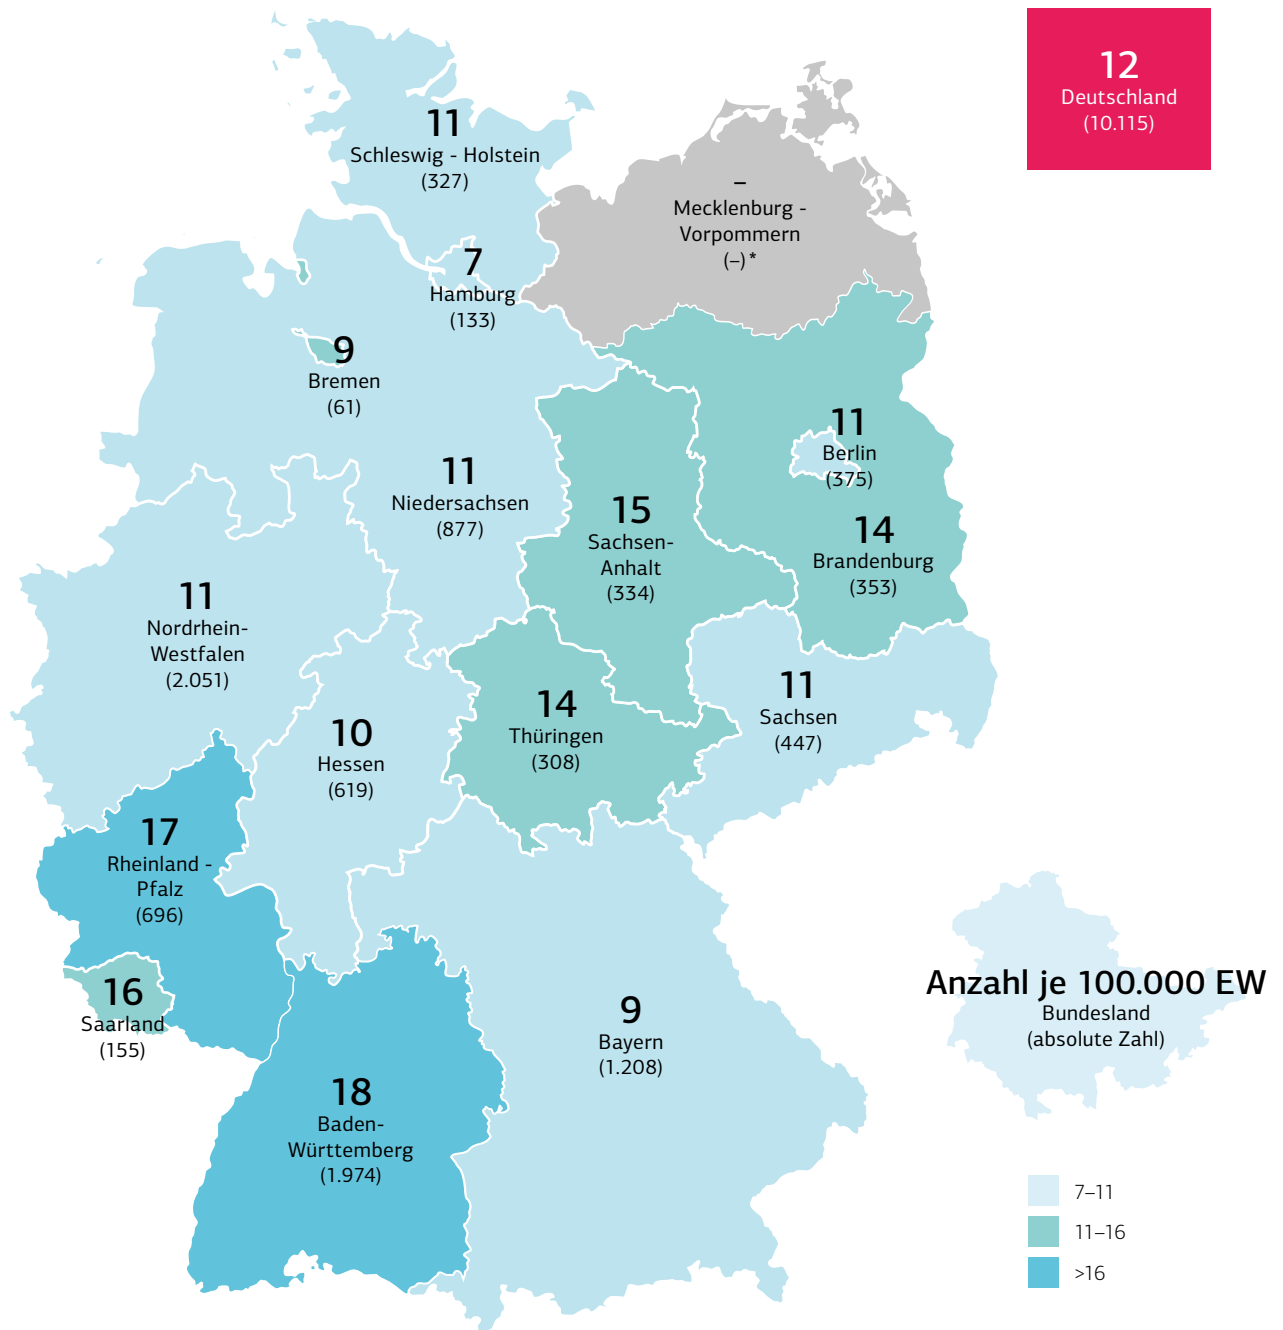 12
Deutschland
(10.115)
11
Schleswig - Holstein
(327)
–
Mecklenburg -
Vorpommern
(–) *
7
Hamburg
(133)
9
Bremen
(61)
11
Berlin
(375)
11
Niedersachsen
(877)
15
Sachsen-
Anhalt
(334)
14
Brandenburg
(353)
11
Nordrhein-
Westfalen
(2.051)
10
Hessen
(619)
14
Thüringen
(308)
11
Sachsen
(447)
17
Rheinland -
Pfalz
(696)
16
Saarland
(155)
18
Baden-
Württemberg
(1.974)
9
Bayern
(1.208)
Anzahl je 100.000 EW
Bundesland
(absolute Zahl)
7–11
11–16
>16